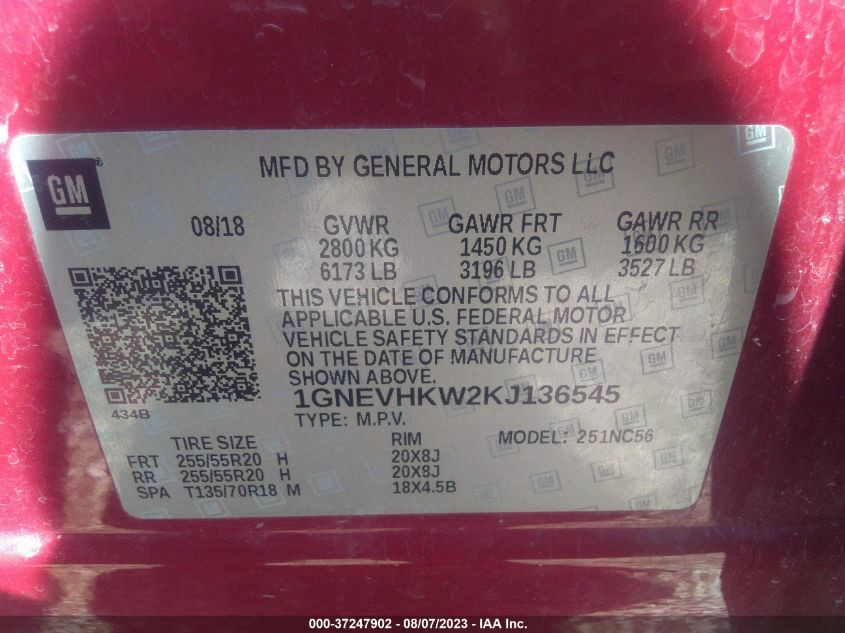 GM
MFD BY GENERAL MOTORS LLC
08/18 GVWR GAWR FRT GAWR RR
2800 KG 1450 KG 1600 KG
6173 LB 3196 LB 3527 LB
THIS VEHICLE CONFORMS TO ALL
APPLICABLE U.S. FEDERAL MOTOR
VEHICLE SAFETY STANDARDS IN EFFECT
ON THE DATE OF MANUFACTURE
SHOWN ABOVE.
434B
1GNEVHKW2KJ136545
TYPE: M.P.V.
TIRE SIZE RIM MODEL: 251NC56
FRT 255/55R20 H 20X8J
RR 255/55R20 H 20X8J
SPA T135/70R18 M 18X4.5B
000-37247902 - 08/07/2023 - IAA Inc.